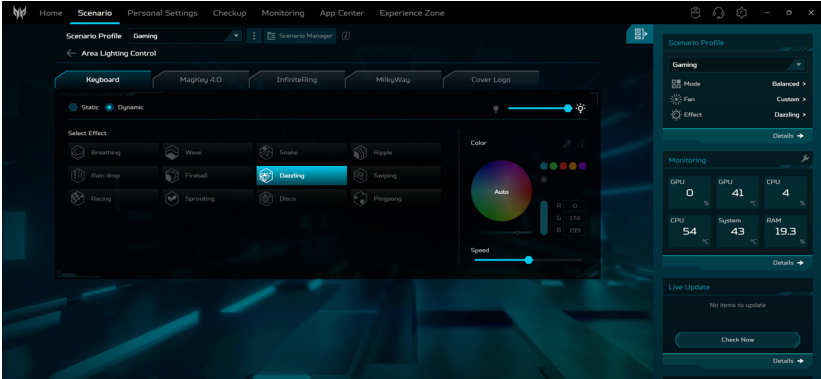 Home Scenario Personal Settings Checkup Monitoring App Center Experience Zone
Scenario Profile Gaming Scenario Manager
Area Lighting Control
Keyboard MagKey 4.0 InfiniteRing MilkyWay Cover Logo
Static Dynamic
Select Effect
Breathing Wave Snake Ripple
Rain drop Fireball Dazzling Swiping
Racing Sprouting Disco Pingpong
Color
Auto
R 0
G 174
B 199
Speed
Scenario Profile
Gaming
Mode Balanced >
Fan Custom >
Effect Dazzling >
Details →
Monitoring
GPU 0 %
GPU 41 °C
CPU 4 %
CPU 54 °C
System 43 °C
RAM 19.3 %
Details →
Live Update
No items to update
Check Now
Details →